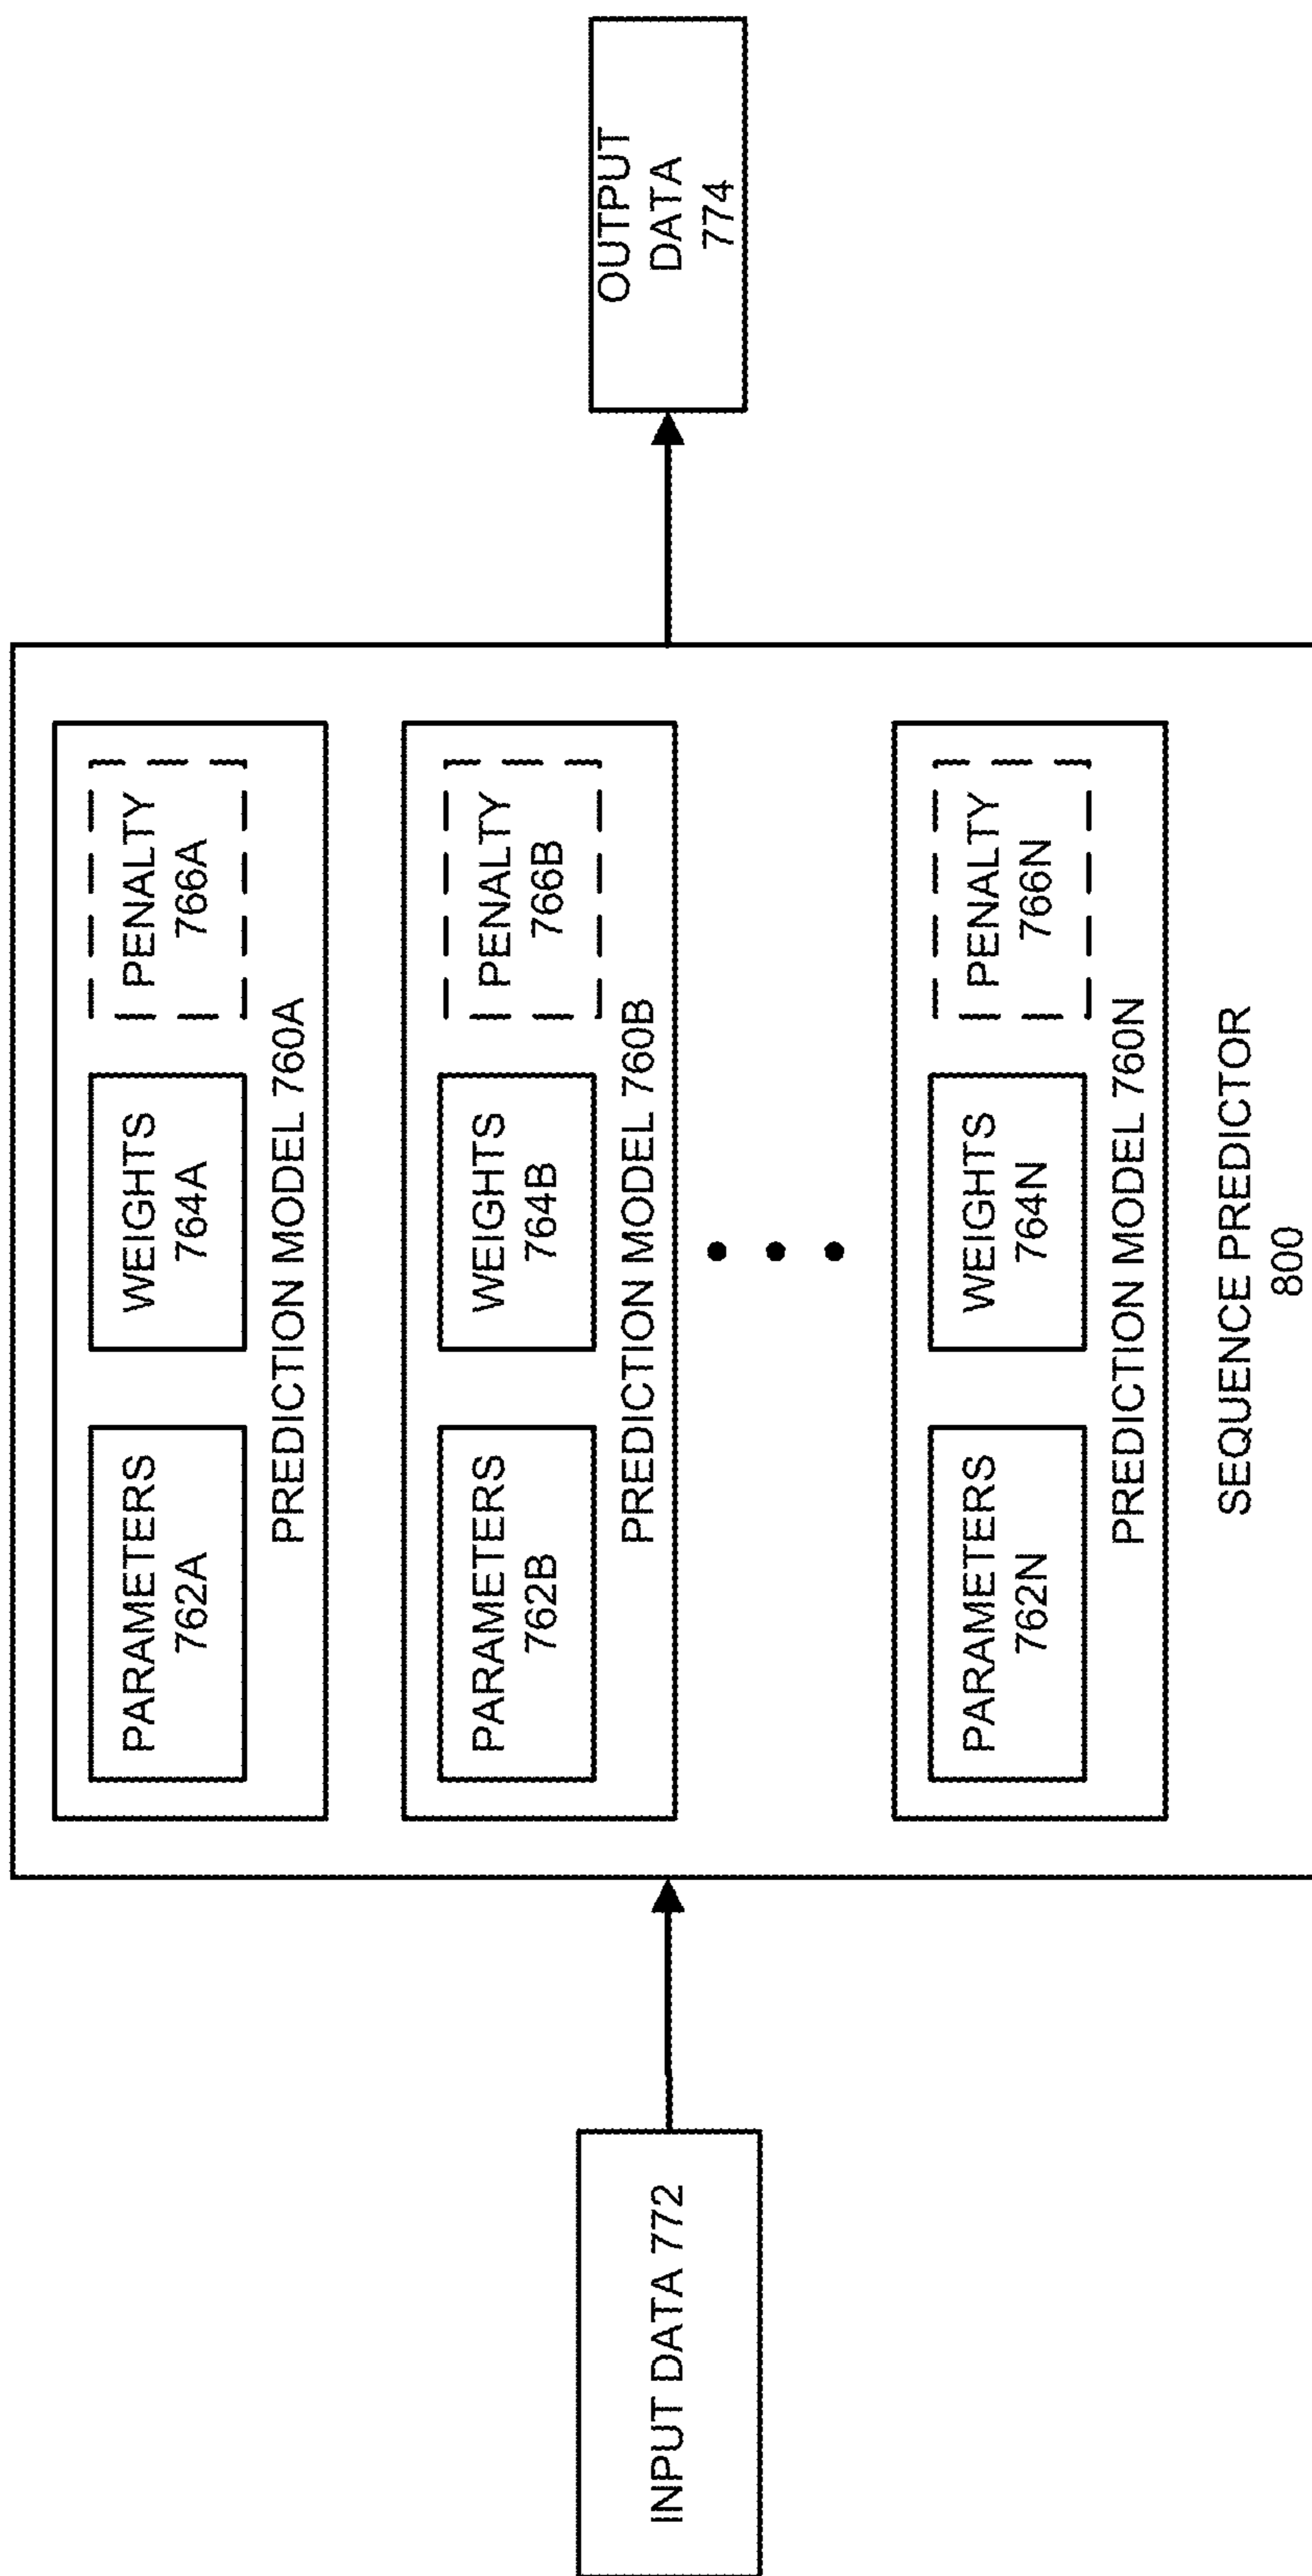 INPUT DATA 772
PARAMETERS
762A
WEIGHTS
764A
PENALTY
766A
PREDICTION MODEL 760A
PARAMETERS
762B
WEIGHTS
764B
PENALTY
766B
PREDICTION MODEL 760B
PARAMETERS
762N
WEIGHTS
764N
PENALTY
766N
PREDICTION MODEL 760N
SEQUENCE PREDICTOR
800
OUTPUT
DATA
774